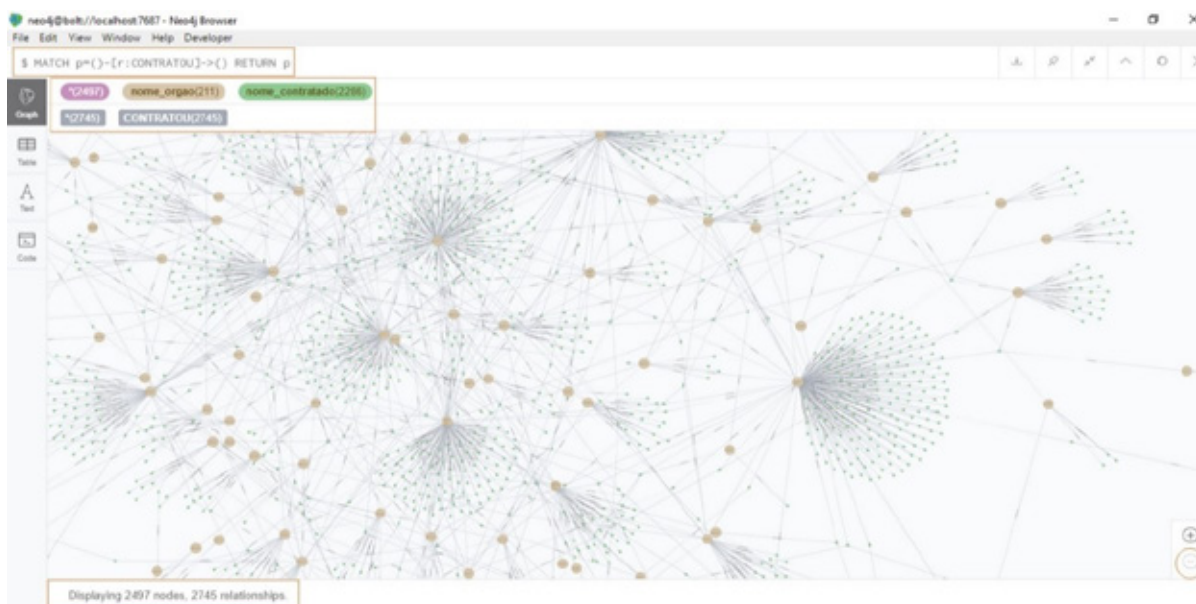 neo4j@bolt://localhost:7687 - Neo4j Browser
File Edit View Window Help Developer
$ MATCH p=()-[r:CONTRATOU]->() RETURN p
*(2497) nome_orgao(211) nome_contratado(2286)
Graph
*(2745) CONTRATOU(2745)
Table
Text
Code
Displaying 2497 nodes, 2745 relationships.